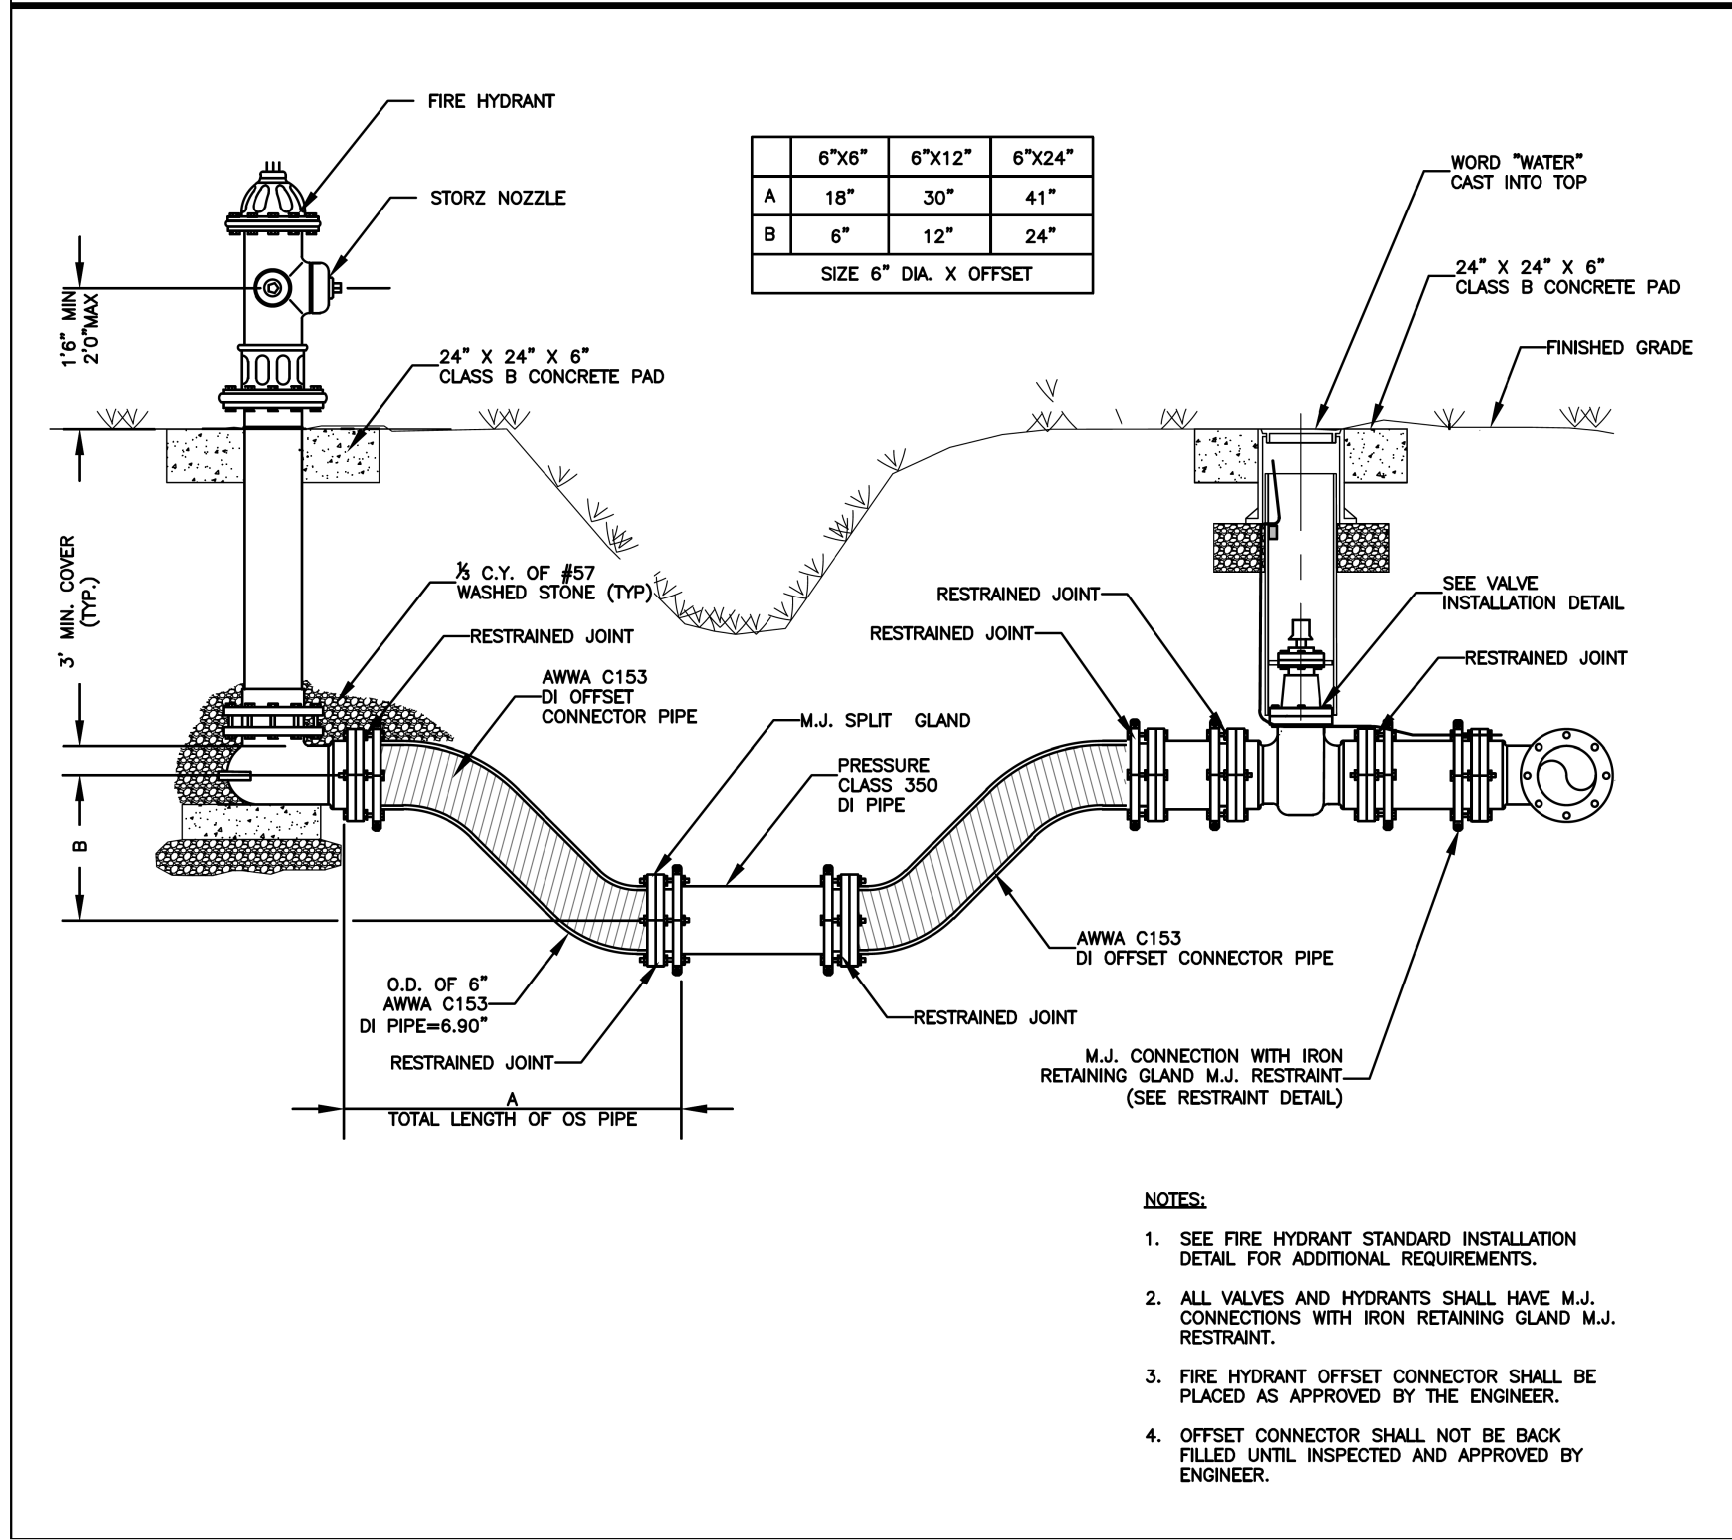 FIRE HYDRANT
STORZ NOZZLE
1'6" MIN
2'0"MAX
24" X 24" X 6"
CLASS B CONCRETE PAD
6"X6" 6"X12" 6"X24"
A 18" 30" 41"
B 6" 12" 24"
SIZE 6" DIA. X OFFSET
WORD "WATER"
CAST INTO TOP
24" X 24" X 6"
CLASS B CONCRETE PAD
FINISHED GRADE
3' MIN. COVER
(TYP.)
⅓ C.Y. OF #57
WASHED STONE (TYP)
RESTRAINED JOINT
AWWA C153
DI OFFSET
CONNECTOR PIPE
M.J. SPLIT GLAND
PRESSURE
CLASS 350
DI PIPE
RESTRAINED JOINT
RESTRAINED JOINT
SEE VALVE
INSTALLATION DETAIL
RESTRAINED JOINT
B
O.D. OF 6"
AWWA C153
DI PIPE=6.90"
RESTRAINED JOINT
A
TOTAL LENGTH OF OS PIPE
AWWA C153
DI OFFSET CONNECTOR PIPE
RESTRAINED JOINT
M.J. CONNECTION WITH IRON
RETAINING GLAND M.J. RESTRAINT
(SEE RESTRAINT DETAIL)
NOTES:
1. SEE FIRE HYDRANT STANDARD INSTALLATION
DETAIL FOR ADDITIONAL REQUIREMENTS.
2. ALL VALVES AND HYDRANTS SHALL HAVE M.J.
CONNECTIONS WITH IRON RETAINING GLAND M.J.
RESTRAINT.
3. FIRE HYDRANT OFFSET CONNECTOR SHALL BE
PLACED AS APPROVED BY THE ENGINEER.
4. OFFSET CONNECTOR SHALL NOT BE BACK
FILLED UNTIL INSPECTED AND APPROVED BY
ENGINEER.